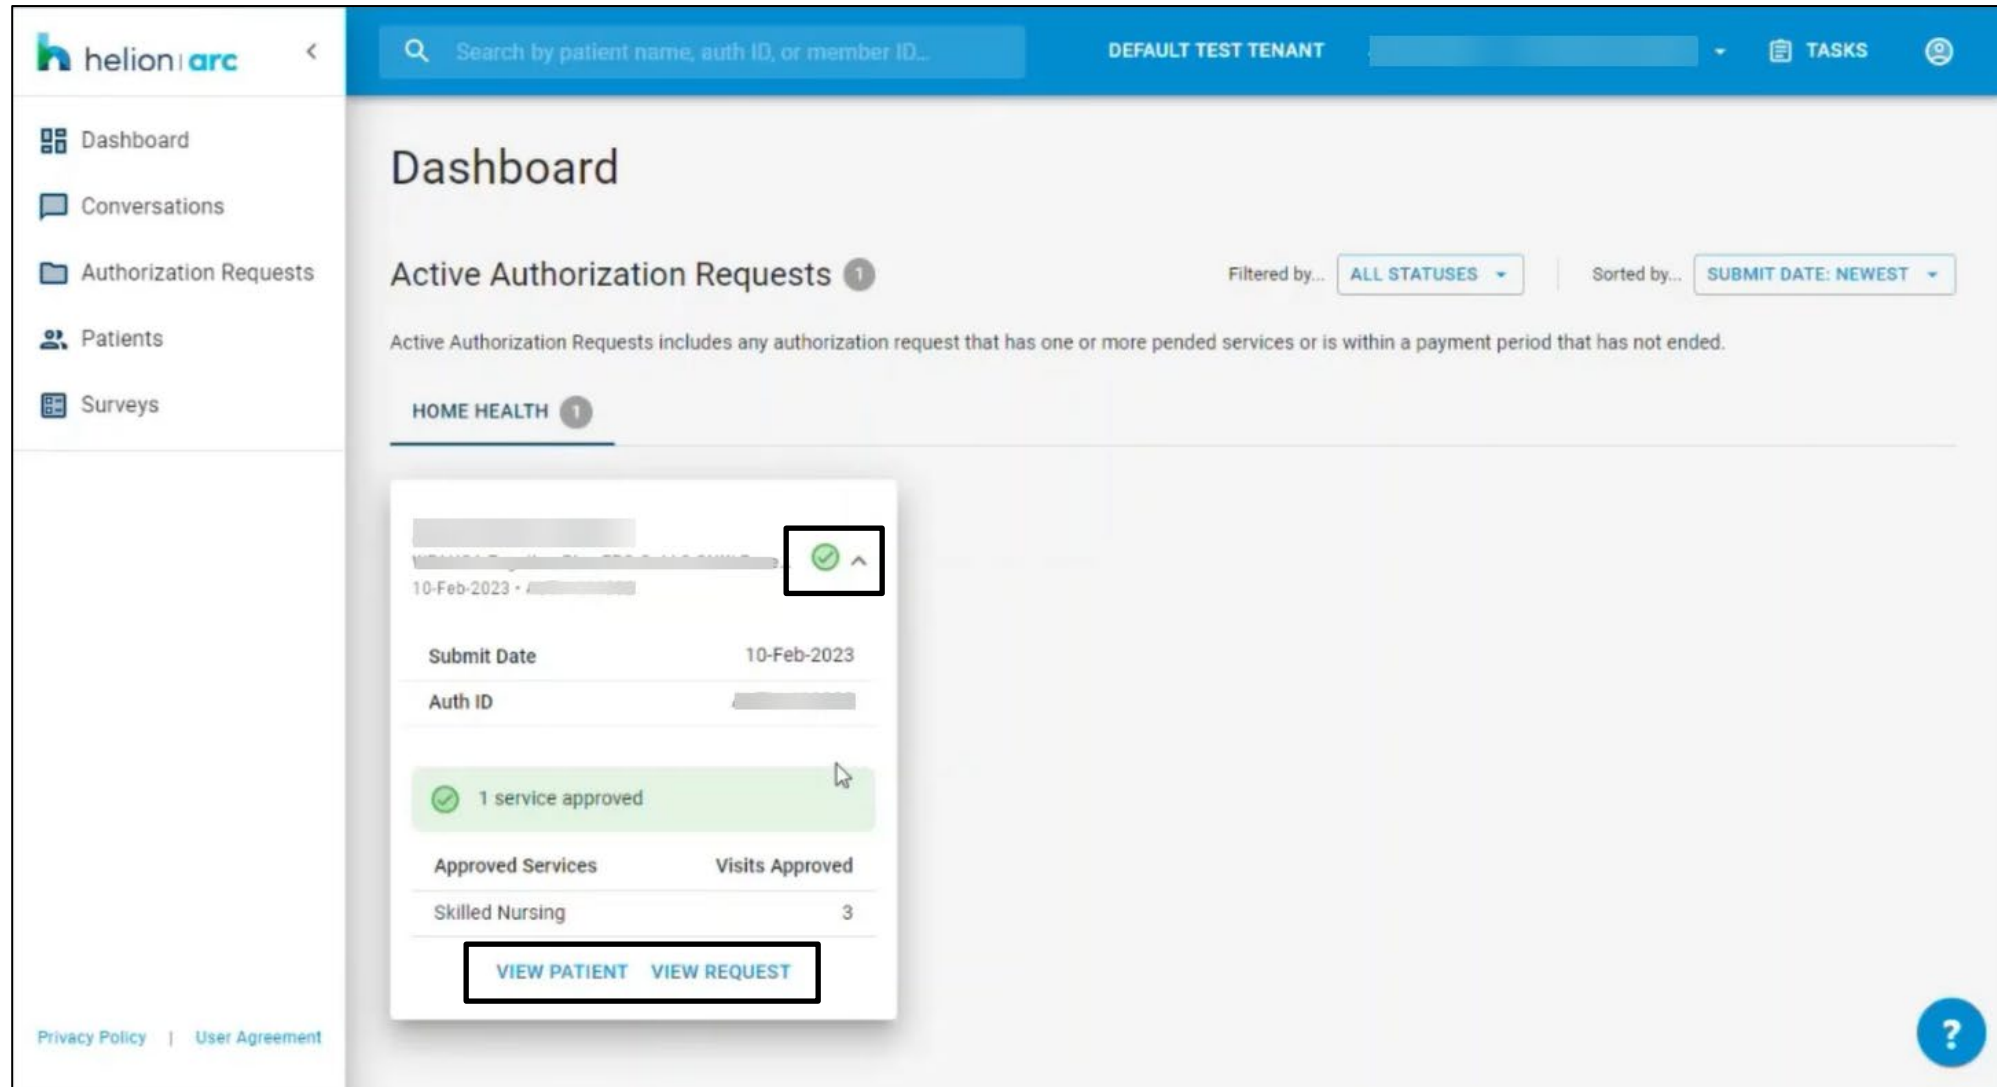 helion arc
Search by patient name, auth ID, or member ID...
DEFAULT TEST TENANT
TASKS
Dashboard
Conversations
Authorization Requests
Patients
Surveys
Privacy Policy | User Agreement
Dashboard
Active Authorization Requests 1
Filtered by... ALL STATUSES
Sorted by... SUBMIT DATE: NEWEST
Active Authorization Requests includes any authorization request that has one or more pended services or is within a payment period that has not ended.
HOME HEALTH 1
10-Feb-2023 •
Submit Date 10-Feb-2023
Auth ID
1 service approved
Approved Services Visits Approved
Skilled Nursing 3
VIEW PATIENT VIEW REQUEST
?